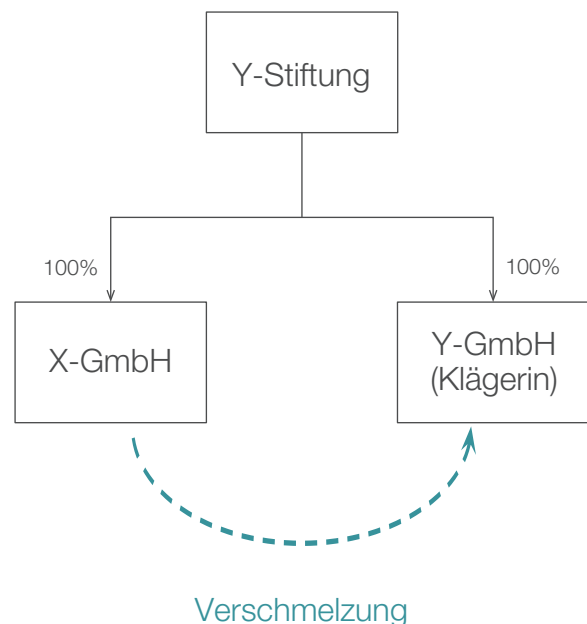 Y-Stiftung
100%
100%
X-GmbH
Y-GmbH
(Klägerin)
Verschmelzung